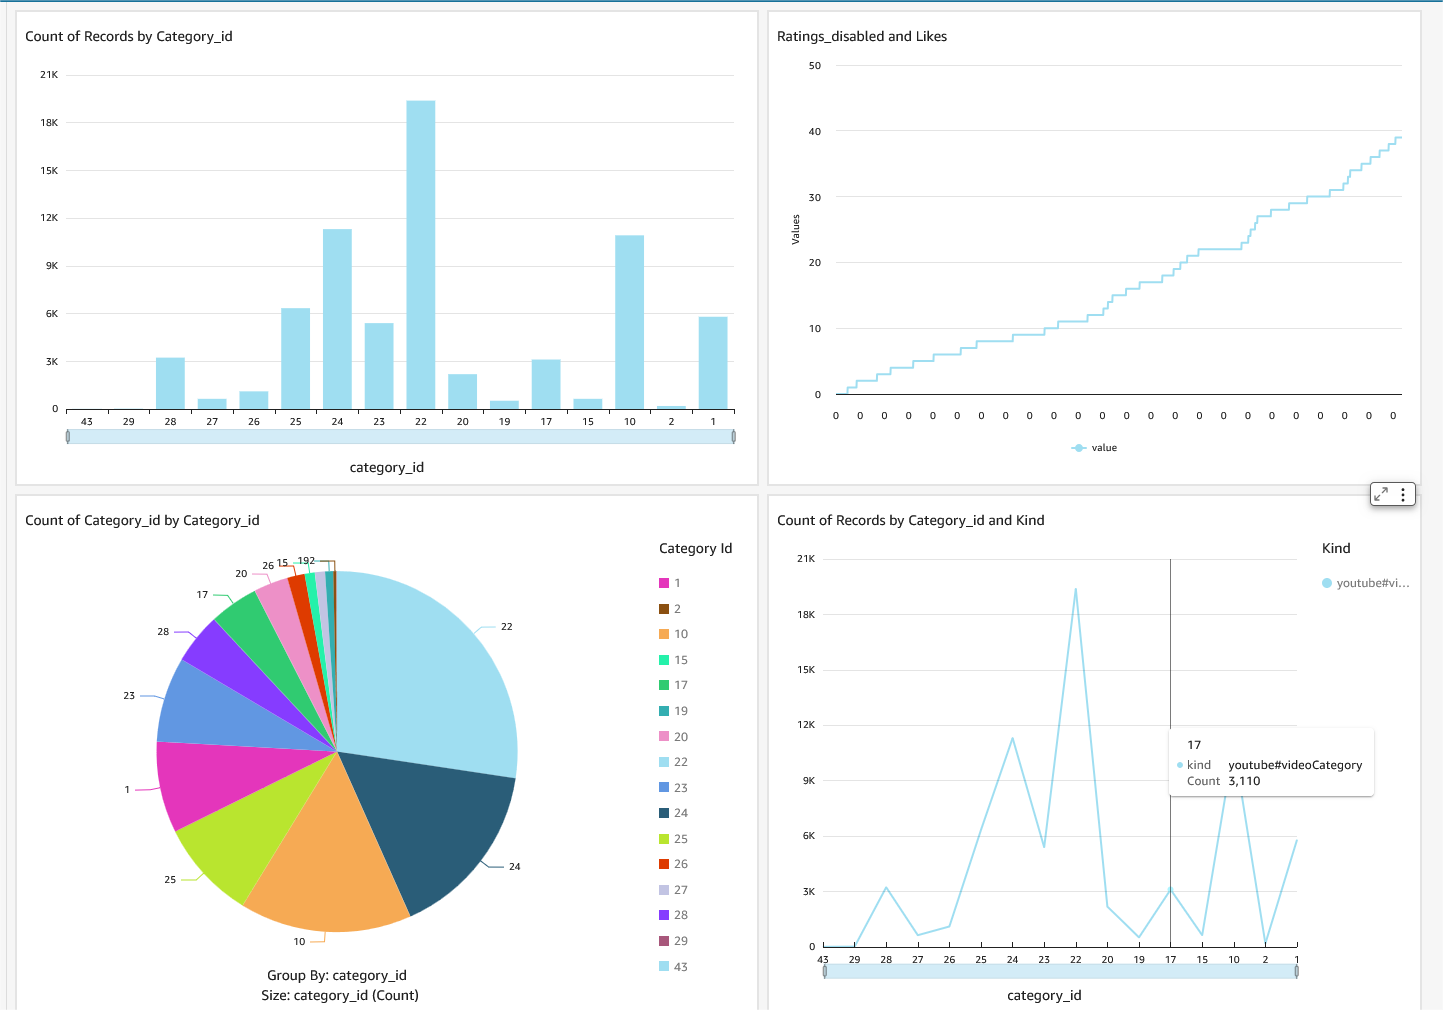 Count of Records by Category_id
21K
18K
15K
12K
9K
6K
3K
0
43 29 28 27 26 25 24 23 22 20 19 17 15 10 2 1
category_id
Ratings_disabled and Likes
50
40
30
20
10
0
Values
0 0 0 0 0 0 0 0 0 0 0 0 0 0 0 0 0 0 0 0 0 0 0 0
value
Count of Category_id by Category_id
22
24
10
25
1
23
28
17
20
26
15
192
Group By: category_id
Size: category_id (Count)
Category Id
1
2
10
15
17
19
20
22
23
24
25
26
27
28
29
43
Count of Records by Category_id and Kind
21K
18K
15K
12K
9K
6K
3K
0
43 29 28 27 26 25 24 23 22 20 19 17 15 10 2 1
category_id
17
kind youtube#videoCategory
Count 3,110
Kind
youtube#vi...